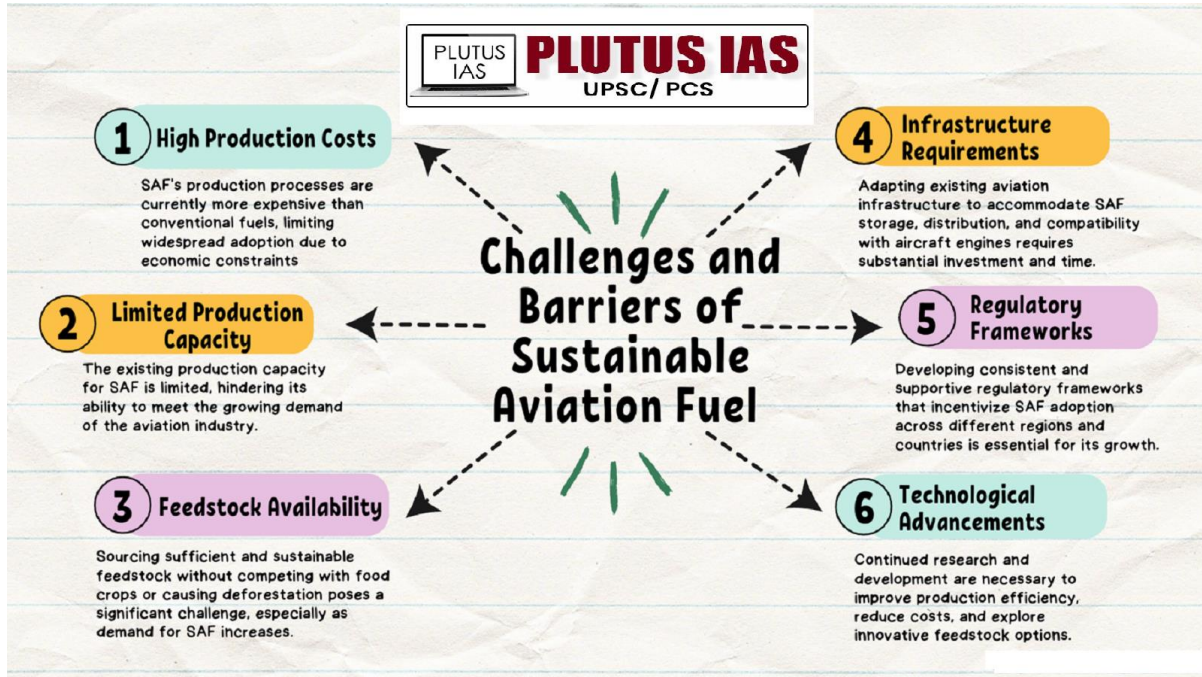 PLUTUS
IAS
PLUTUS IAS
UPSC/ PCS
1
High Production Costs
SAF's production processes are
currently more expensive than
conventional fuels, limiting
widespread adoption due to
economic constraints
2
Limited Production
Capacity
The existing production capacity
for SAF is limited, hindering its
ability to meet the growing demand
of the aviation industry.
3
Feedstock Availability
Sourcing sufficient and sustainable
feedstock without competing with food
crops or causing deforestation poses a
significant challenge, especially as
demand for SAF increases.
Challenges and
Barriers of
Sustainable
Aviation Fuel
4
Infrastructure
Requirements
Adapting existing aviation
infrastructure to accommodate SAF
storage, distribution, and compatibility
with aircraft engines requires
substantial investment and time.
5
Regulatory
Frameworks
Developing consistent and
supportive regulatory frameworks
that incentivize SAF adoption
across different regions and
countries is essential for its growth.
6
Technological
Advancements
Continued research and
development are necessary to
improve production efficiency,
reduce costs, and explore
innovative feedstock options.